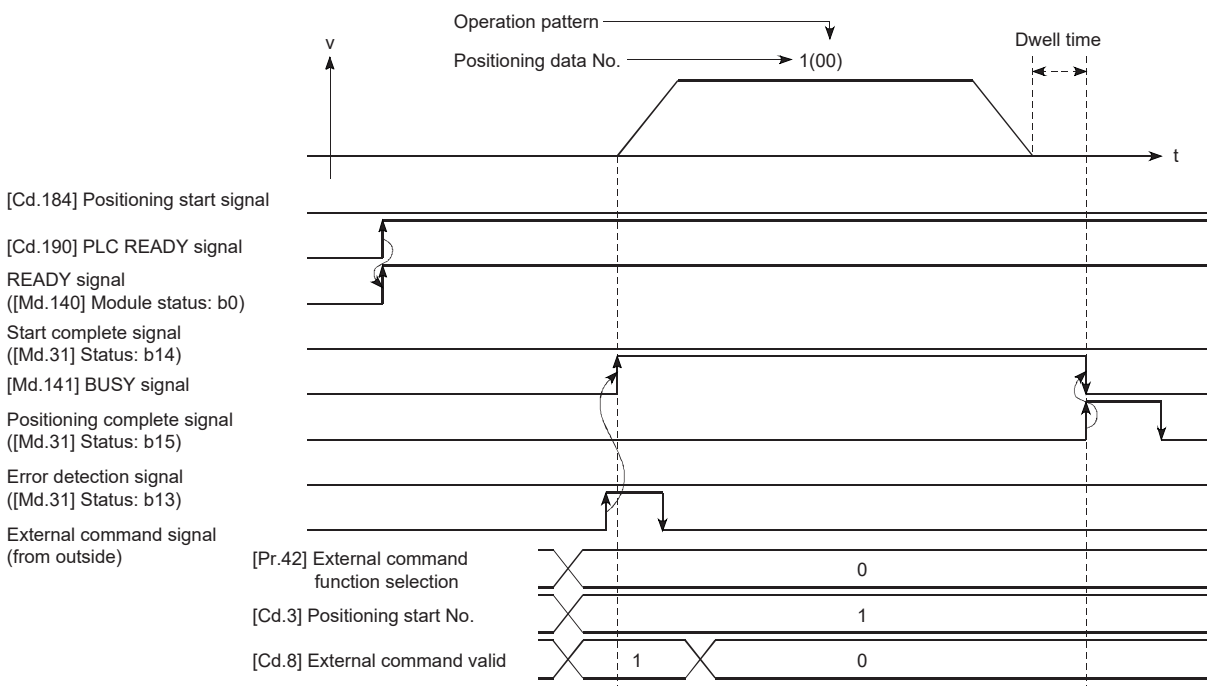 Operation pattern
Dwell time
v
Positioning data No.
1(00)
t
[Cd.184] Positioning start signal
[Cd.190] PLC READY signal
READY signal
([Md.140] Module status: b0)
Start complete signal
([Md.31] Status: b14)
[Md.141] BUSY signal
Positioning complete signal
([Md.31] Status: b15)
Error detection signal
([Md.31] Status: b13)
External command signal
(from outside)
[Pr.42] External command
function selection
0
[Cd.3] Positioning start No.
1
[Cd.8] External command valid
1
0